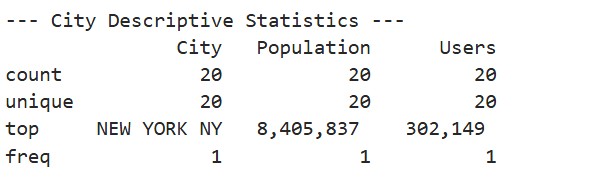 --- City Descriptive Statistics ---
City Population Users
count 20 20 20
unique 20 20 20
top NEW YORK NY 8,405,837 302,149
freq 1 1 1